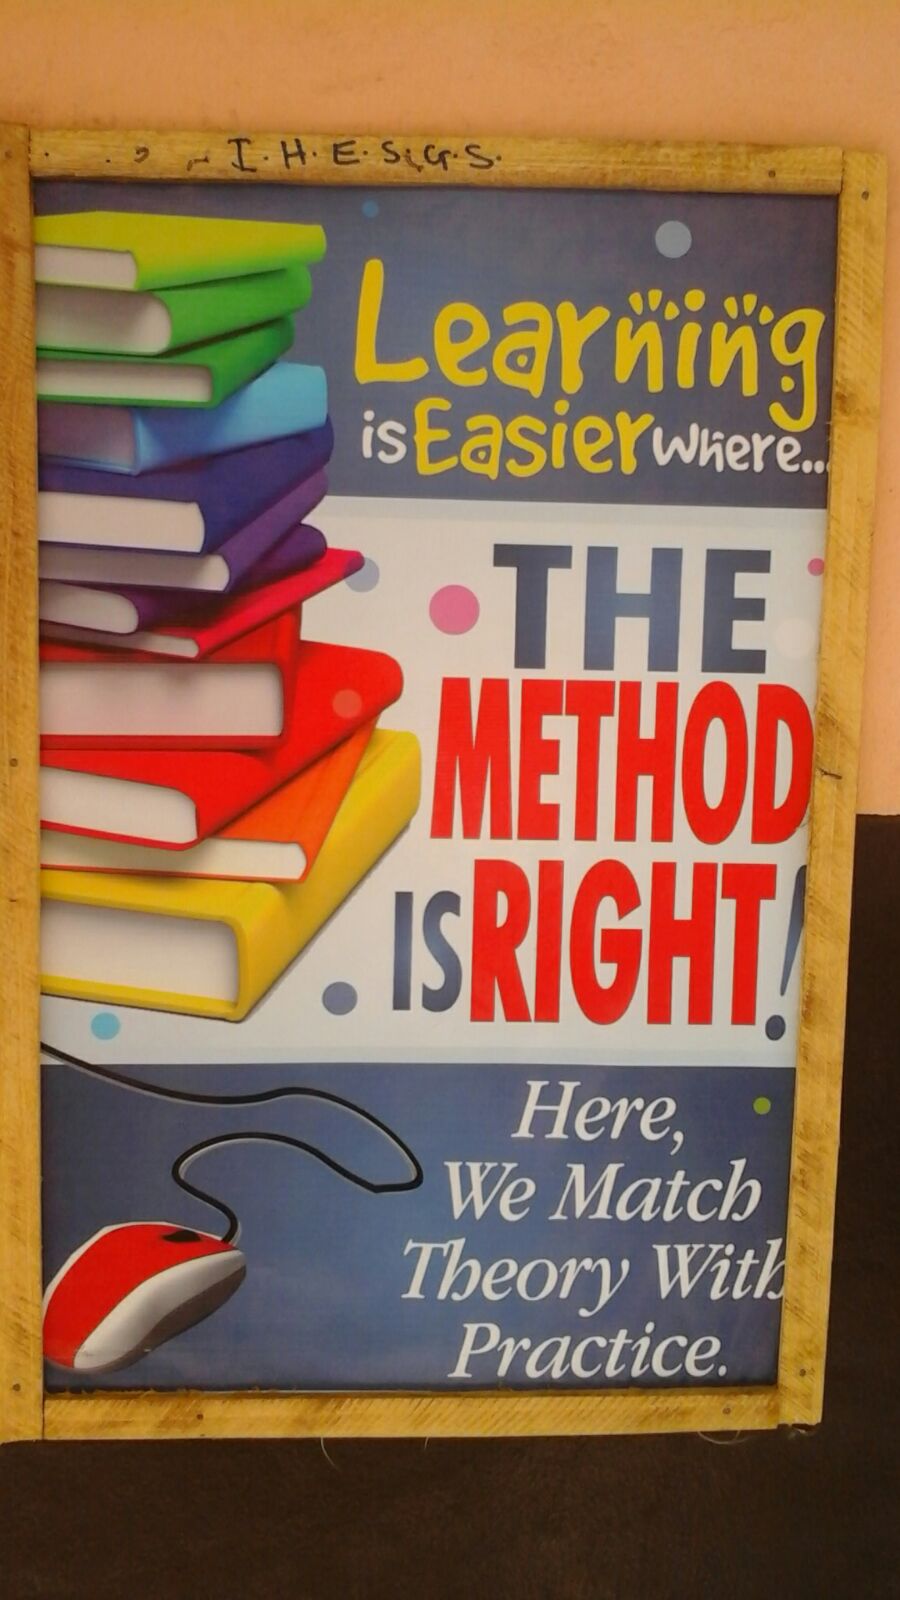 I.H.E.S.G.S.
Learning
is Easier Where...
THE
METHOD
IS RIGHT!
Here,
We Match
Theory With
Practice.